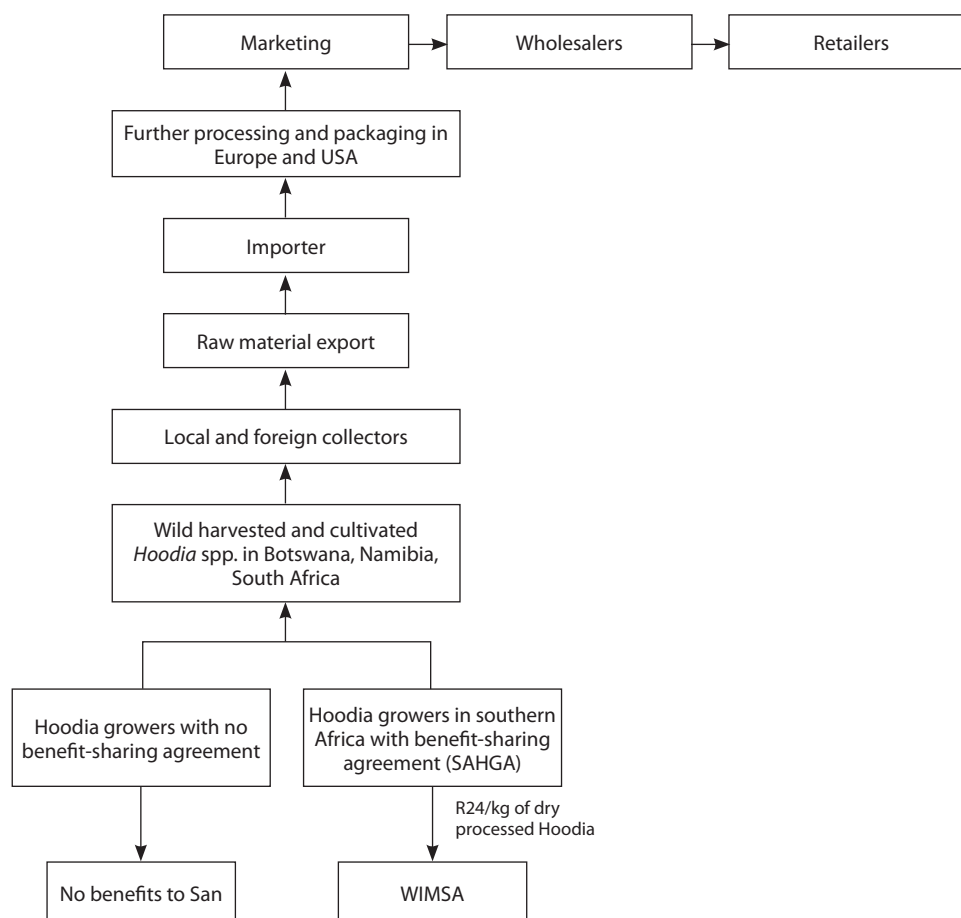 Marketing
Wholesalers
Retailers
Further processing and packaging in
Europe and USA
Importer
Raw material export
Local and foreign collectors
Wild harvested and cultivated
Hoodia spp. in Botswana, Namibia,
South Africa
Hoodia growers with no
benefit-sharing agreement
Hoodia growers in southern
Africa with benefit-sharing
agreement (SAHGA)
R24/kg of dry
processed Hoodia
No benefits to San
WIMSA